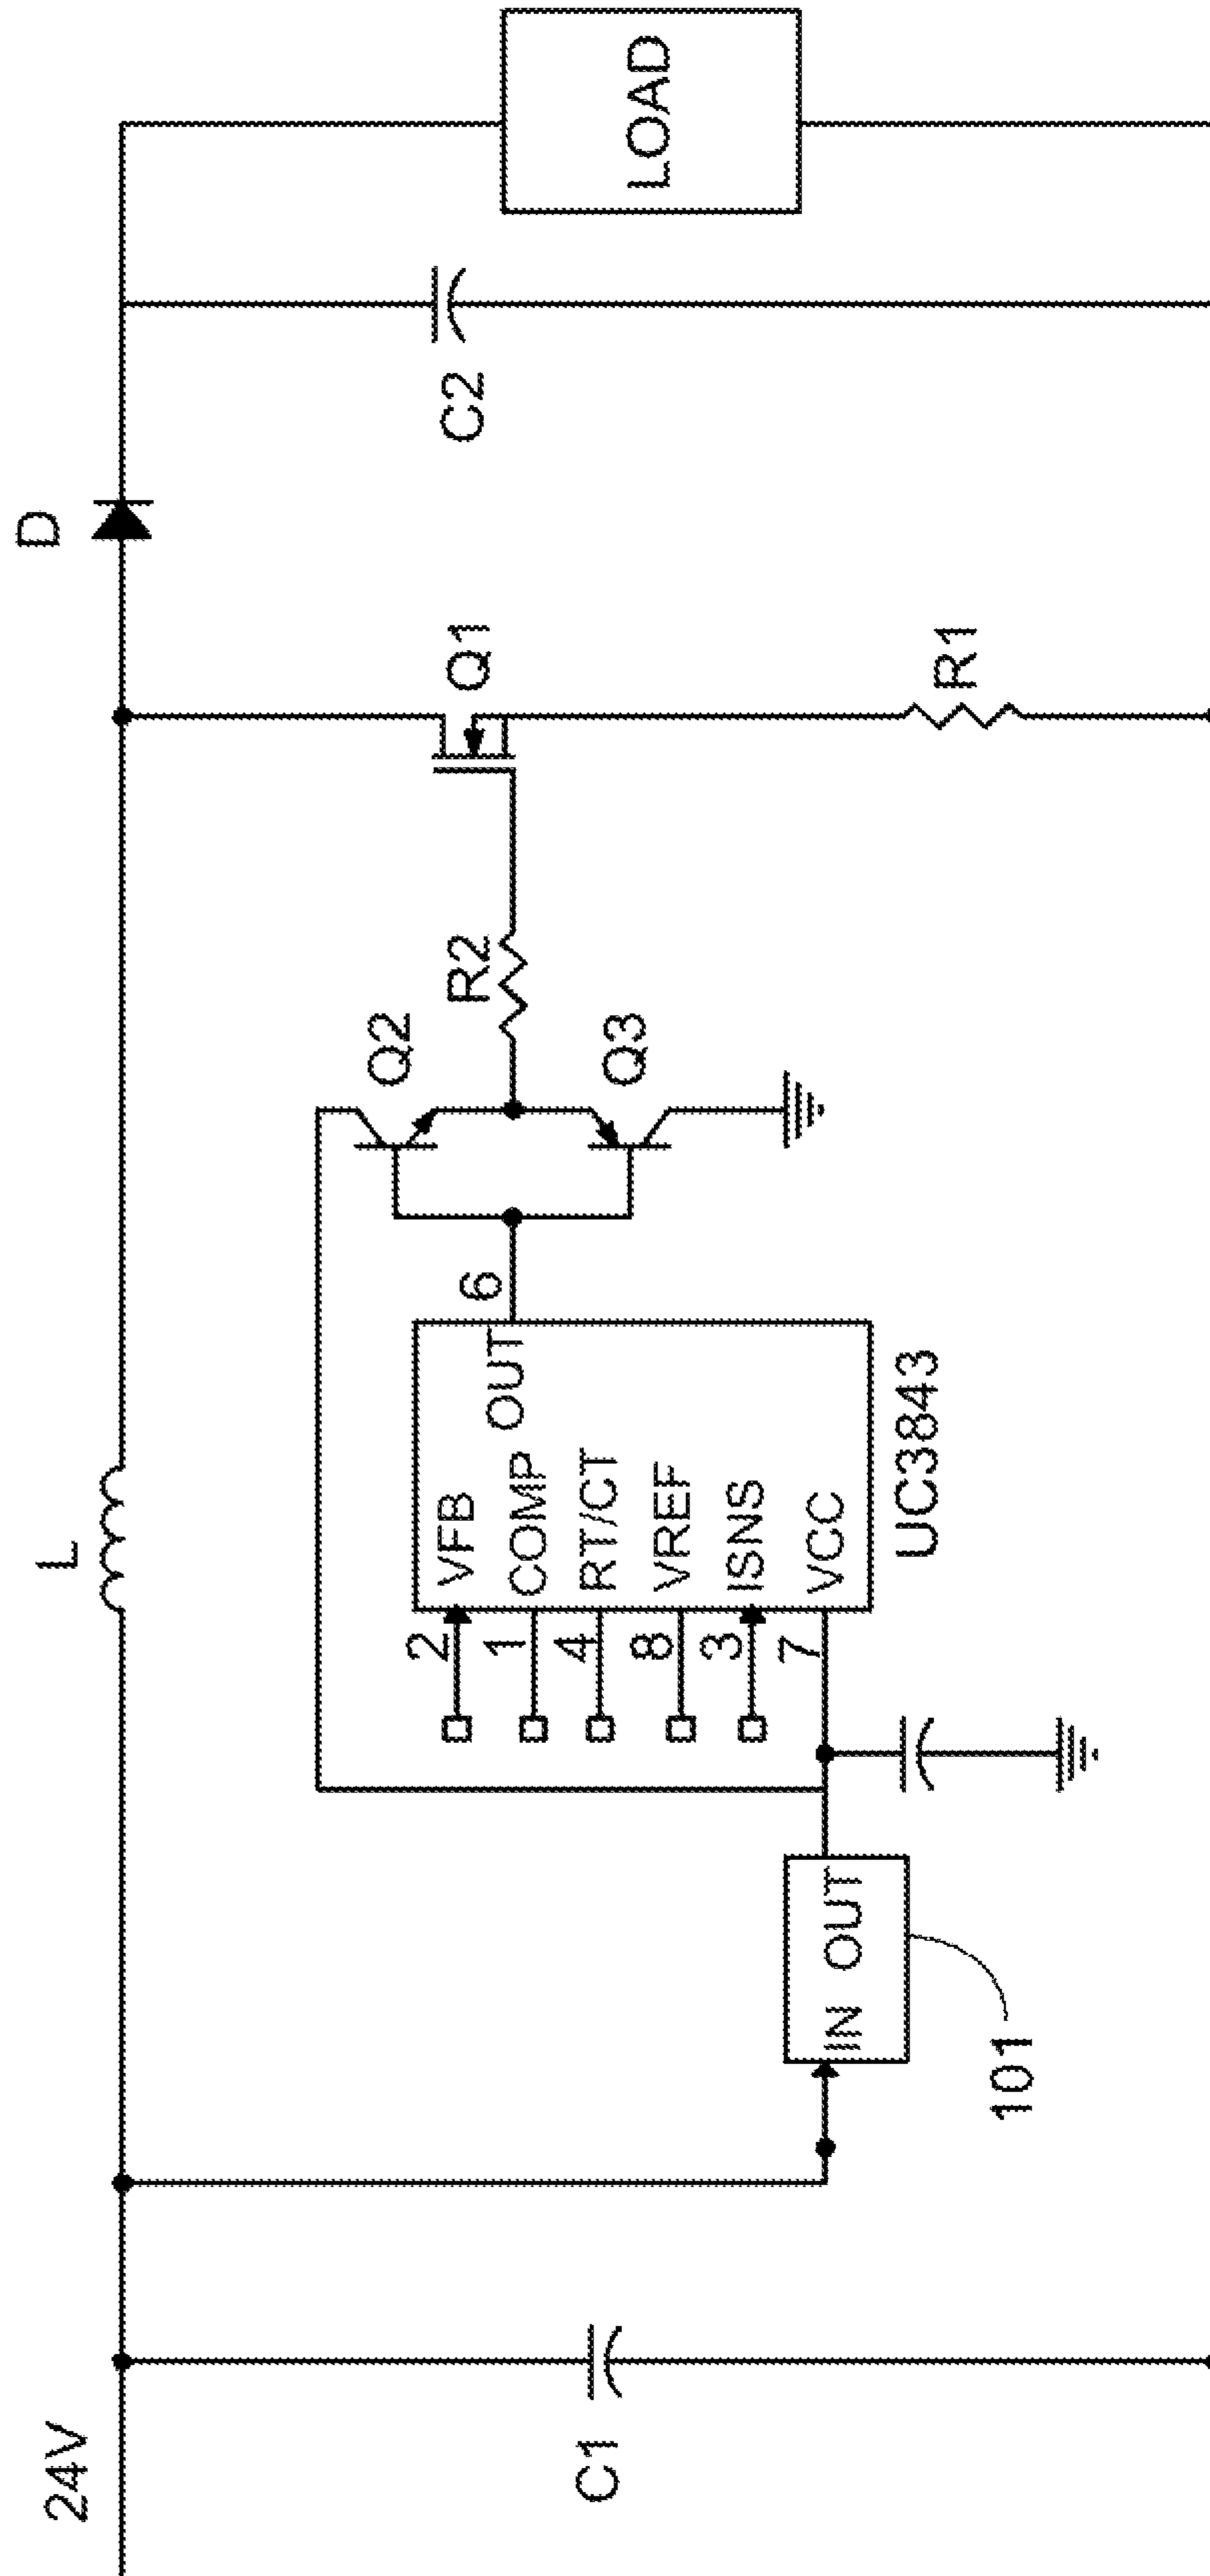 24V
L
D
C1
IN OUT
101
2
VFB
1
COMP
4
RT/CT
8
VREF
3
ISNS
7
VCC
OUT
6
UC3843
Q2
Q3
R2
Q1
R1
C2
LOAD